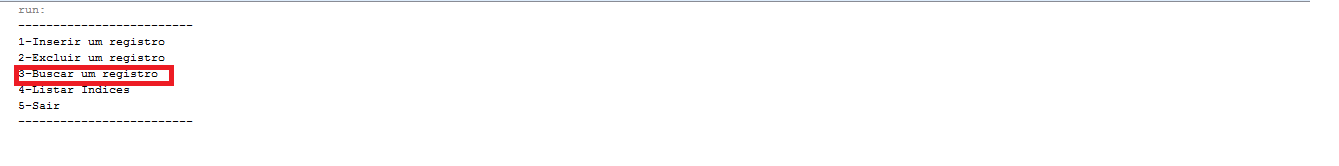 run:
-------------------------
1-Inserir um registro
2-Excluir um registro
3-Buscar um registro
4-Listar Indices
5-Sair
-------------------------